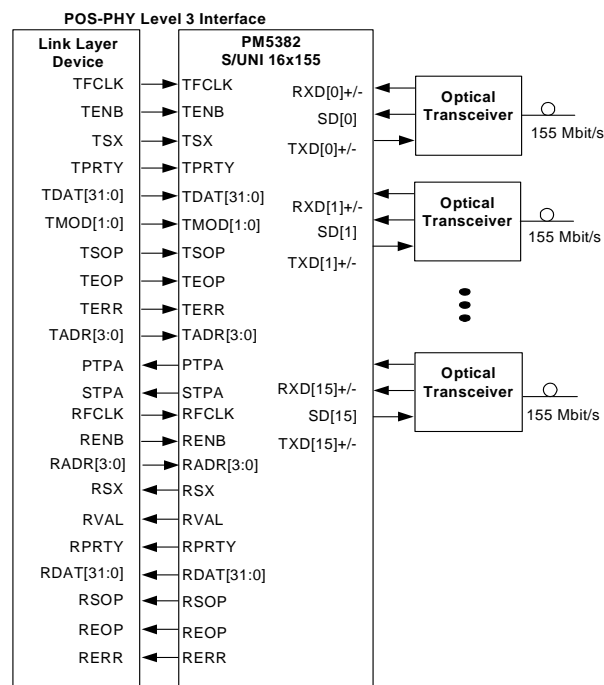 POS-PHY Level 3 Interface
Link Layer
Device
PM5382
S/UNI 16x155
TFCLK
TENB
TSX
TPRTY
TDAT[31:0]
TMOD[1:0]
TSOP
TEOP
TERR
TADR[3:0]
PTPA
STPA
RFCLK
RENB
RADR[3:0]
RSX
RVAL
RPRTY
RDAT[31:0]
RSOP
REOP
RERR
TFCLK
TENB
TSX
TPRTY
TDAT[31:0]
TMOD[1:0]
TSOP
TEOP
TERR
TADR[3:0]
PTPA
STPA
RFCLK
RENB
RADR[3:0]
RSX
RVAL
RPRTY
RDAT[31:0]
RSOP
REOP
RERR
RXD[0]+/-
SD[0]
TXD[0]+/-
Optical
Transceiver
155 Mbit/s
RXD[1]+/-
SD[1]
TXD[1]+/-
Optical
Transceiver
155 Mbit/s
RXD[15]+/-
SD[15]
TXD[15]+/-
Optical
Transceiver
155 Mbit/s